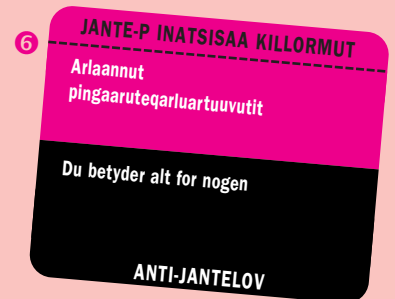 6
JANTE-P INATSISAA KILLORMUT
Arlaannut
pingaaruteqarluartuuvutit
Du betyder alt for nogen
ANTI-JANTELOV